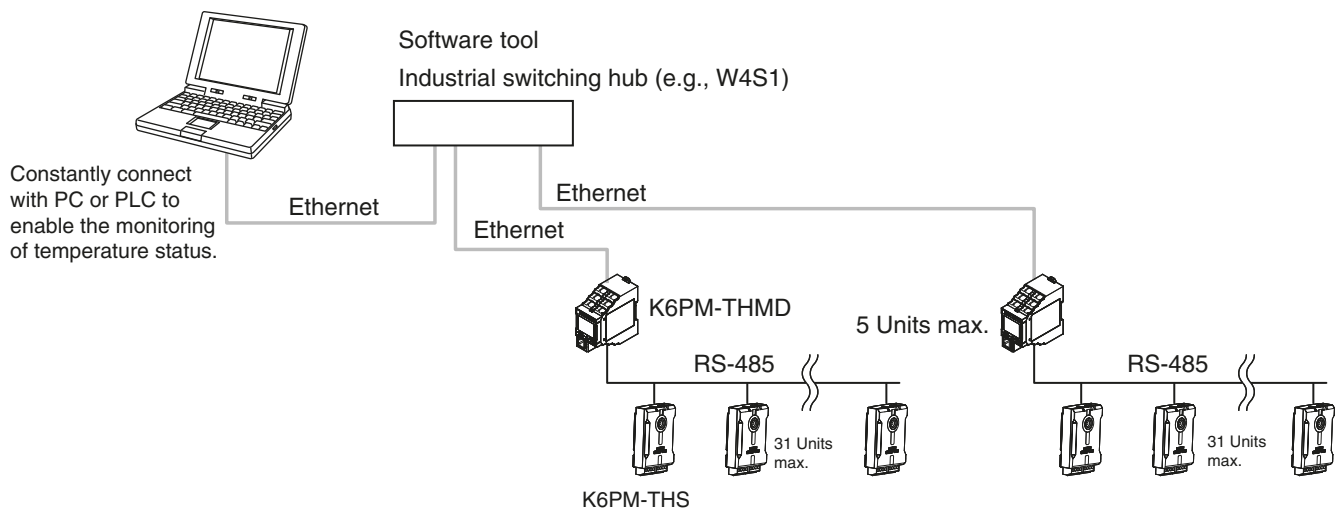 Software tool
Industrial switching hub (e.g., W4S1)
Constantly connect
with PC or PLC to
enable the monitoring
of temperature status.
Ethernet
Ethernet
Ethernet
K6PM-THMD
5 Units max.
RS-485
RS-485
31 Units
max.
31 Units
max.
K6PM-THS